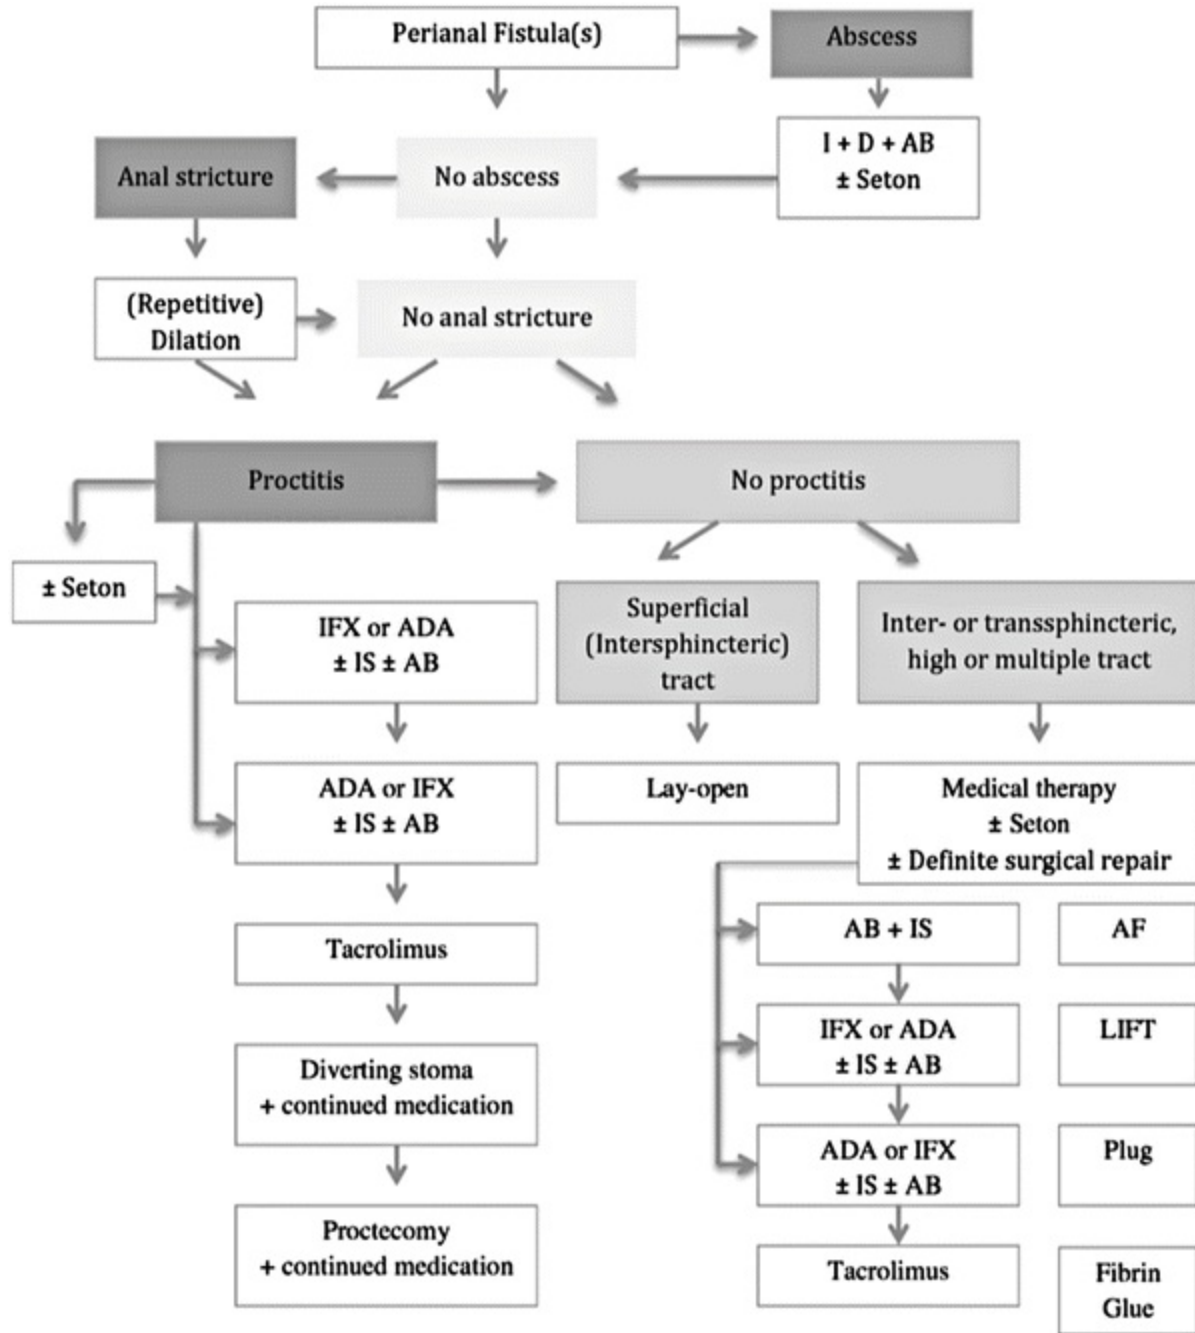 Perianal Fistula(s)
Abscess
I + D + AB
± Seton
Anal stricture
No abscess
(Repetitive)
Dilation
No anal stricture
Proctitis
No proctitis
± Seton
IFX or ADA
± IS ± AB
Superficial
(Intersphincteric)
tract
Inter- or transsphincteric,
high or multiple tract
ADA or IFX
± IS ± AB
Lay-open
Medical therapy
± Seton
± Definite surgical repair
Tacrolimus
AB + IS
AF
Diverting stoma
+ continued medication
IFX or ADA
± IS ± AB
LIFT
ADA or IFX
± IS ± AB
Plug
Proctecomy
+ continued medication
Tacrolimus
Fibrin
Glue